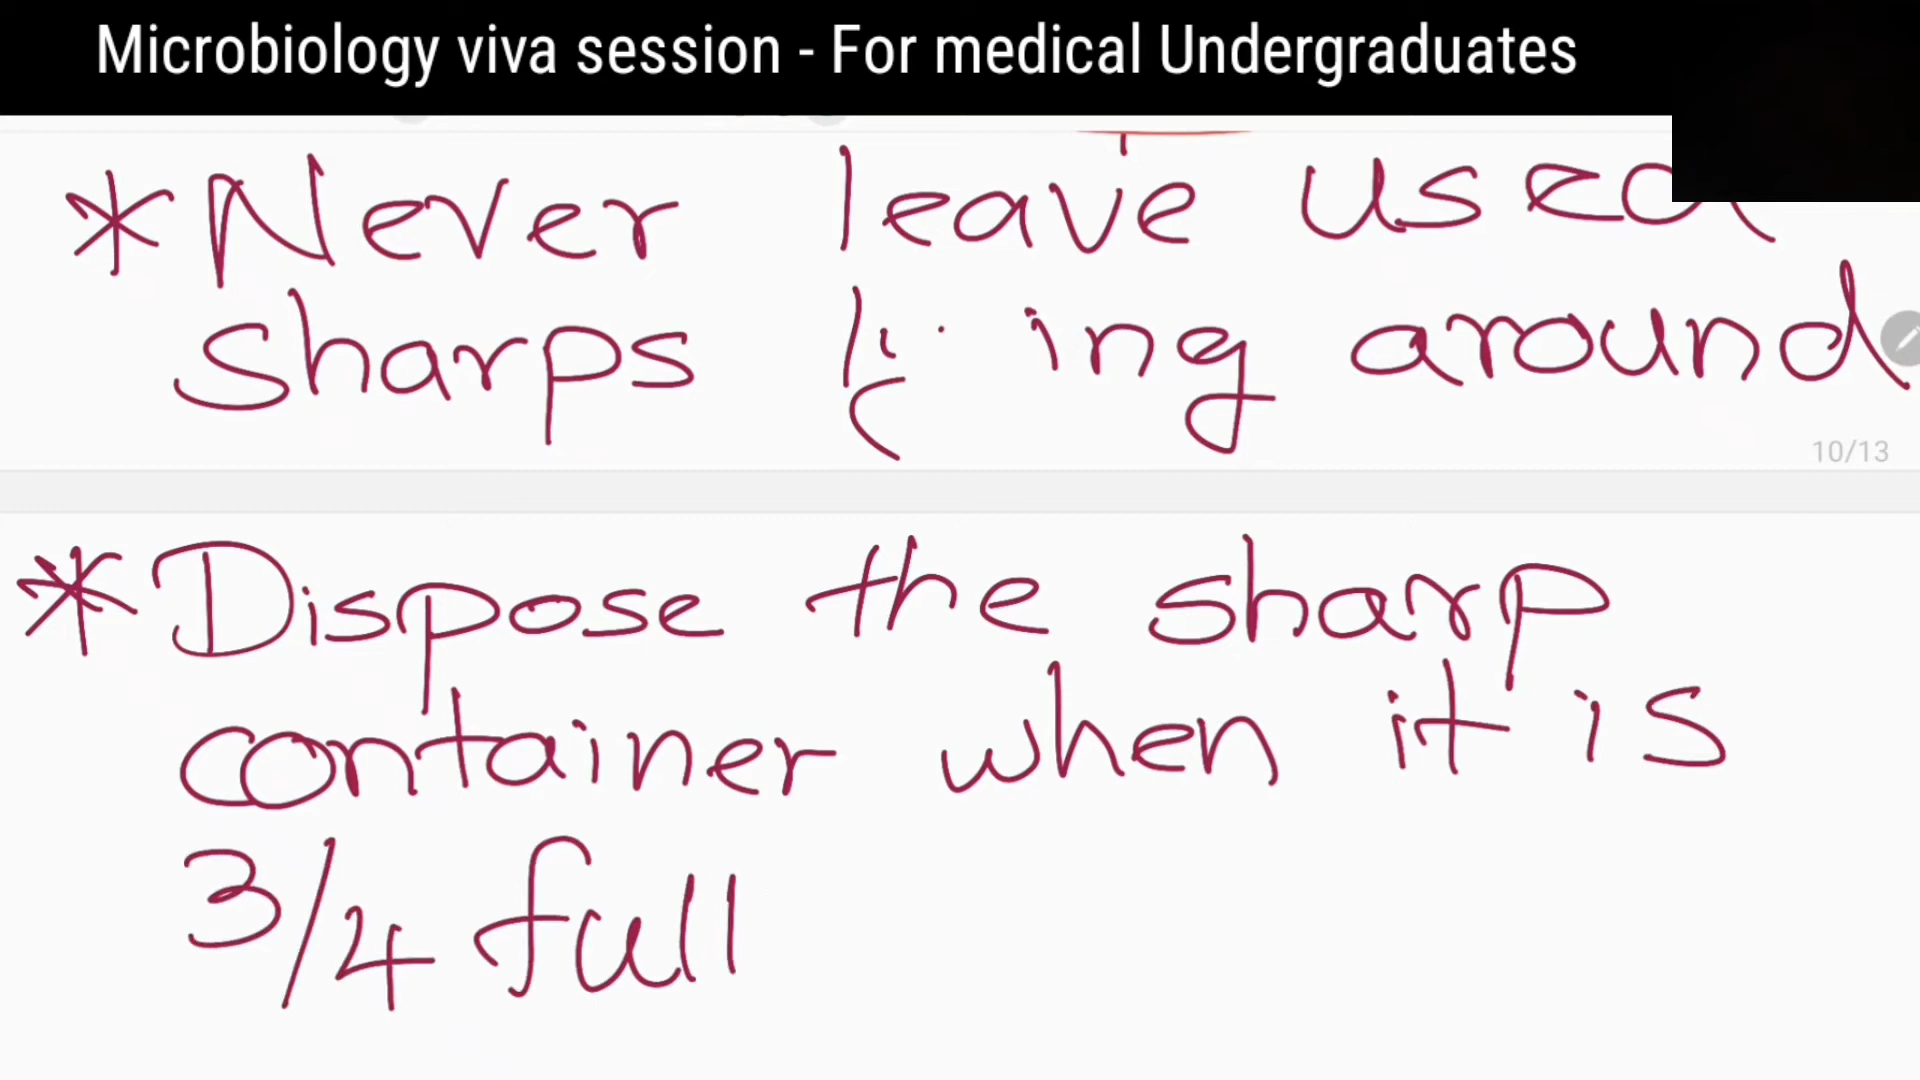 Microbiology viva session - For medical Undergraduates
* Never leave used
sharps lying around
10/13
* Dispose the sharp
container when it is
3/4 full